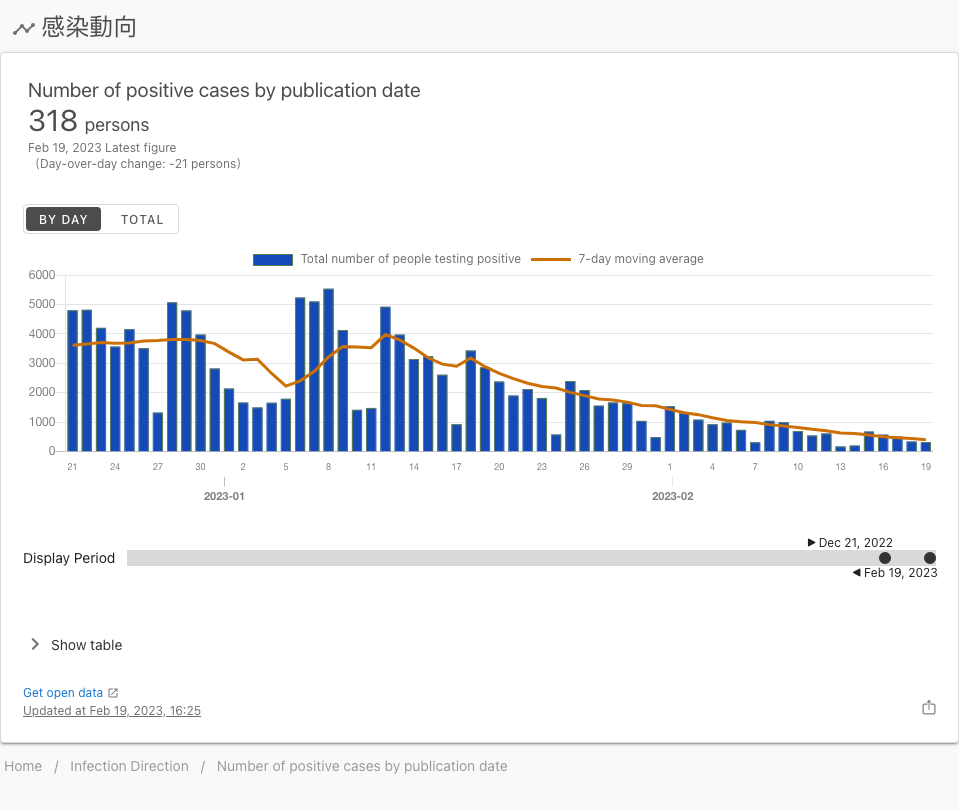 感染動向
Number of positive cases by publication date
318 persons
Feb 19, 2023 Latest figure
(Day-over-day change: -21 persons)
BY DAY TOTAL
Total number of people testing positive 7-day moving average
6000
5000
4000
3000
2000
1000
0
21 24 27 30 2 5 8 11 14 17 20 23 26 29 1 4 7 10 13 16 19
2023-01 2023-02
Dec 21, 2022
Display Period
Feb 19, 2023
Show table
Get open data
Updated at Feb 19, 2023, 16:25
Home / Infection Direction / Number of positive cases by publication date